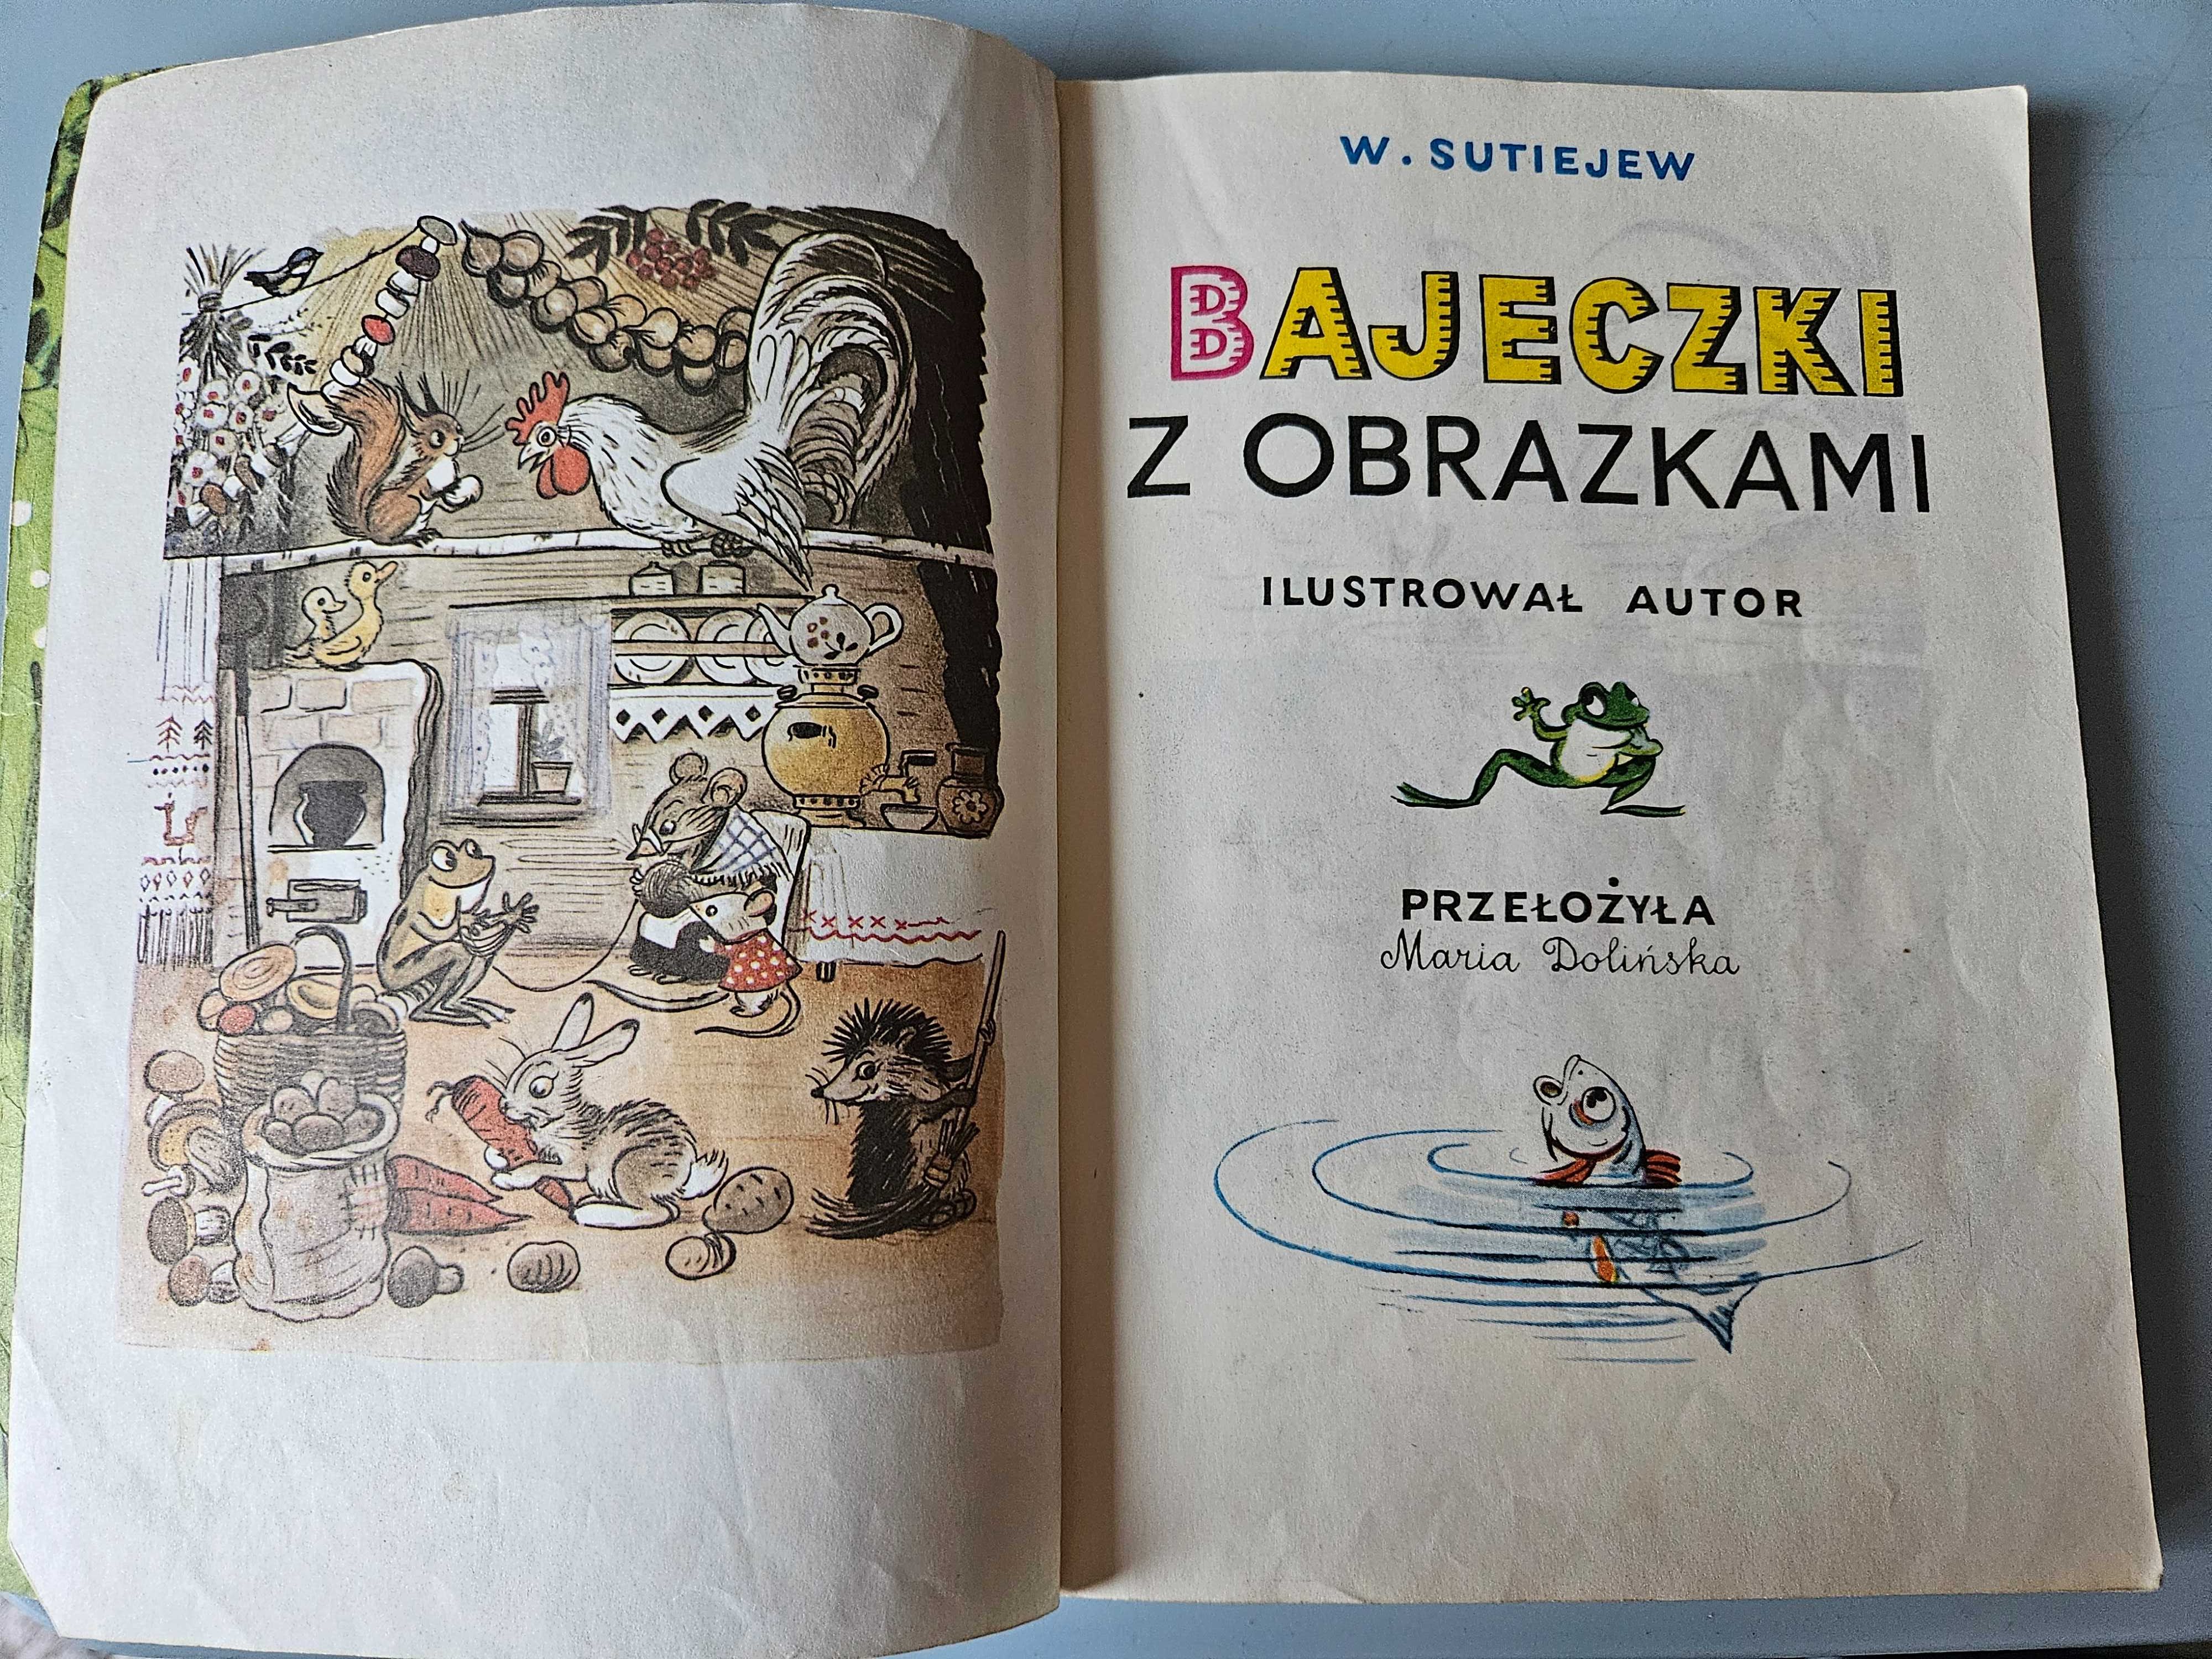 W. SUTIEJEW
BAJECZKI
Z OBRAZKAMI
ILUSTROWAŁ AUTOR
PRZEŁOŻYŁA
Maria Dolińska